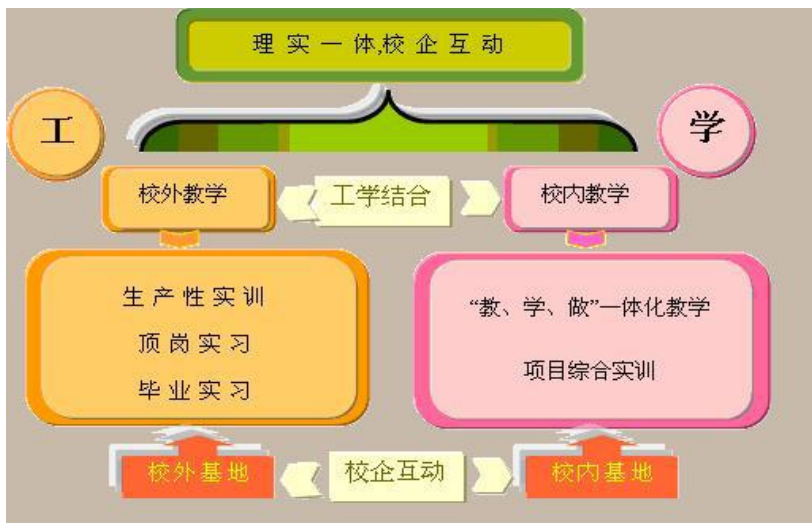 理实一体,校企互动
工
学
校外教学
工学结合
校内教学
生产性实训
顶岗实习
毕业实习
“教、学、做”一体化教学
项目综合实训
校外基地
校企互动
校内基地